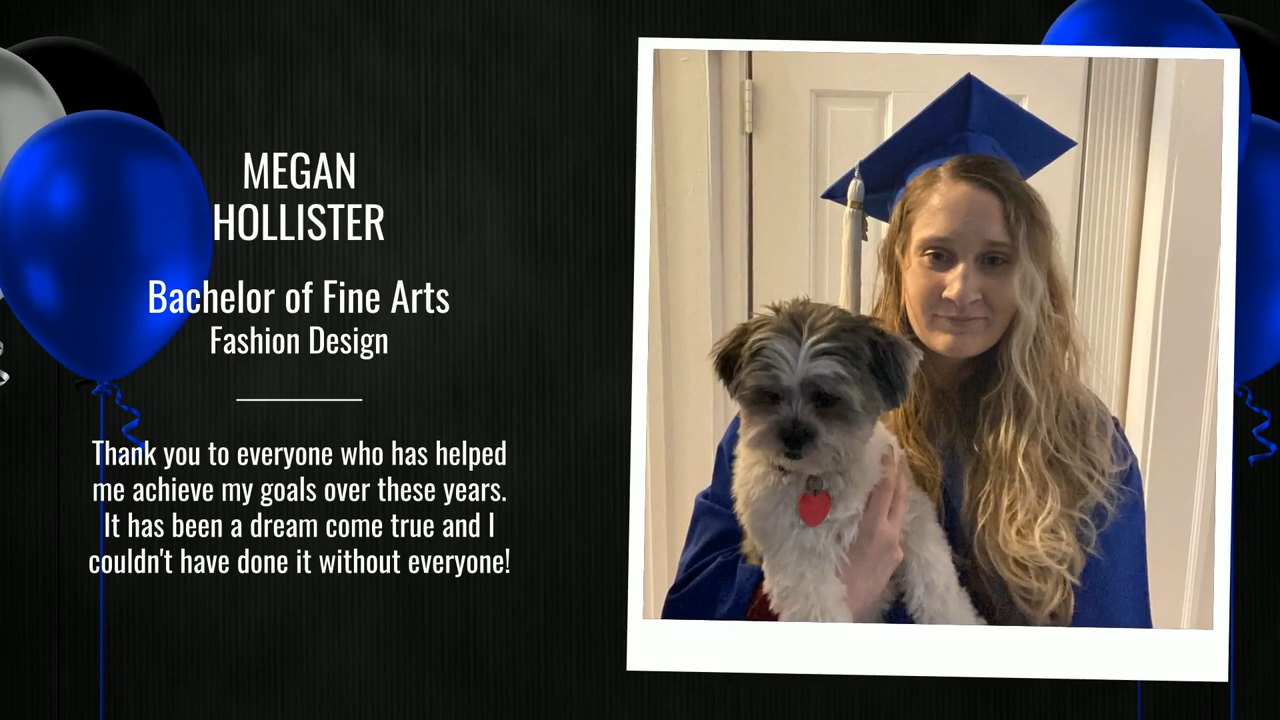 MEGAN
HOLLISTER
Bachelor of Fine Arts
Fashion Design
Thank you to everyone who has helped
me achieve my goals over these years.
It has been a dream come true and I
couldn't have done it without everyone!